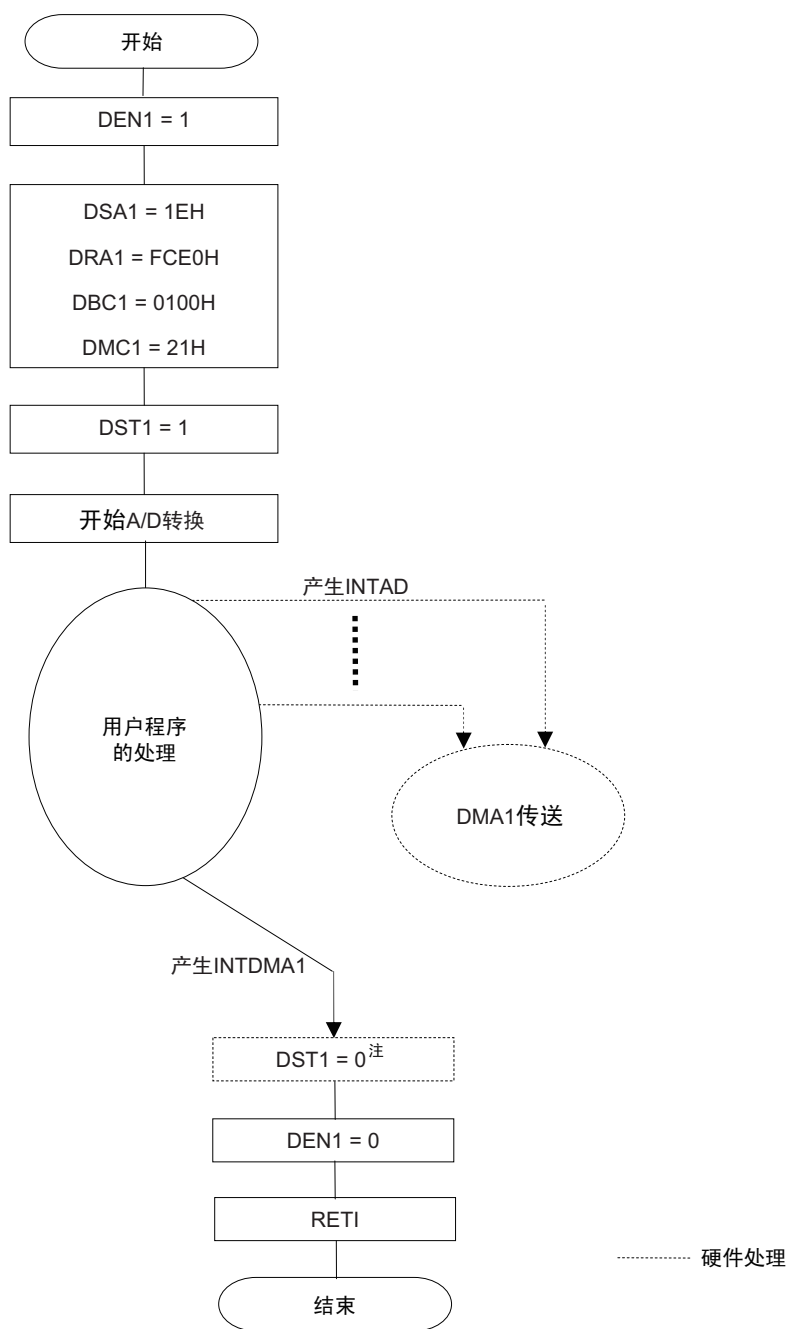 开始
DEN1 = 1
DSA1 = 1EH
DRA1 = FCE0H
DBC1 = 0100H
DMC1 = 21H
DST1 = 1
开始A/D转换
产生INTAD
用户程序
的处理
DMA1传送
产生INTDMA1
DST1 = 0注
DEN1 = 0
RETI
硬件处理
结束